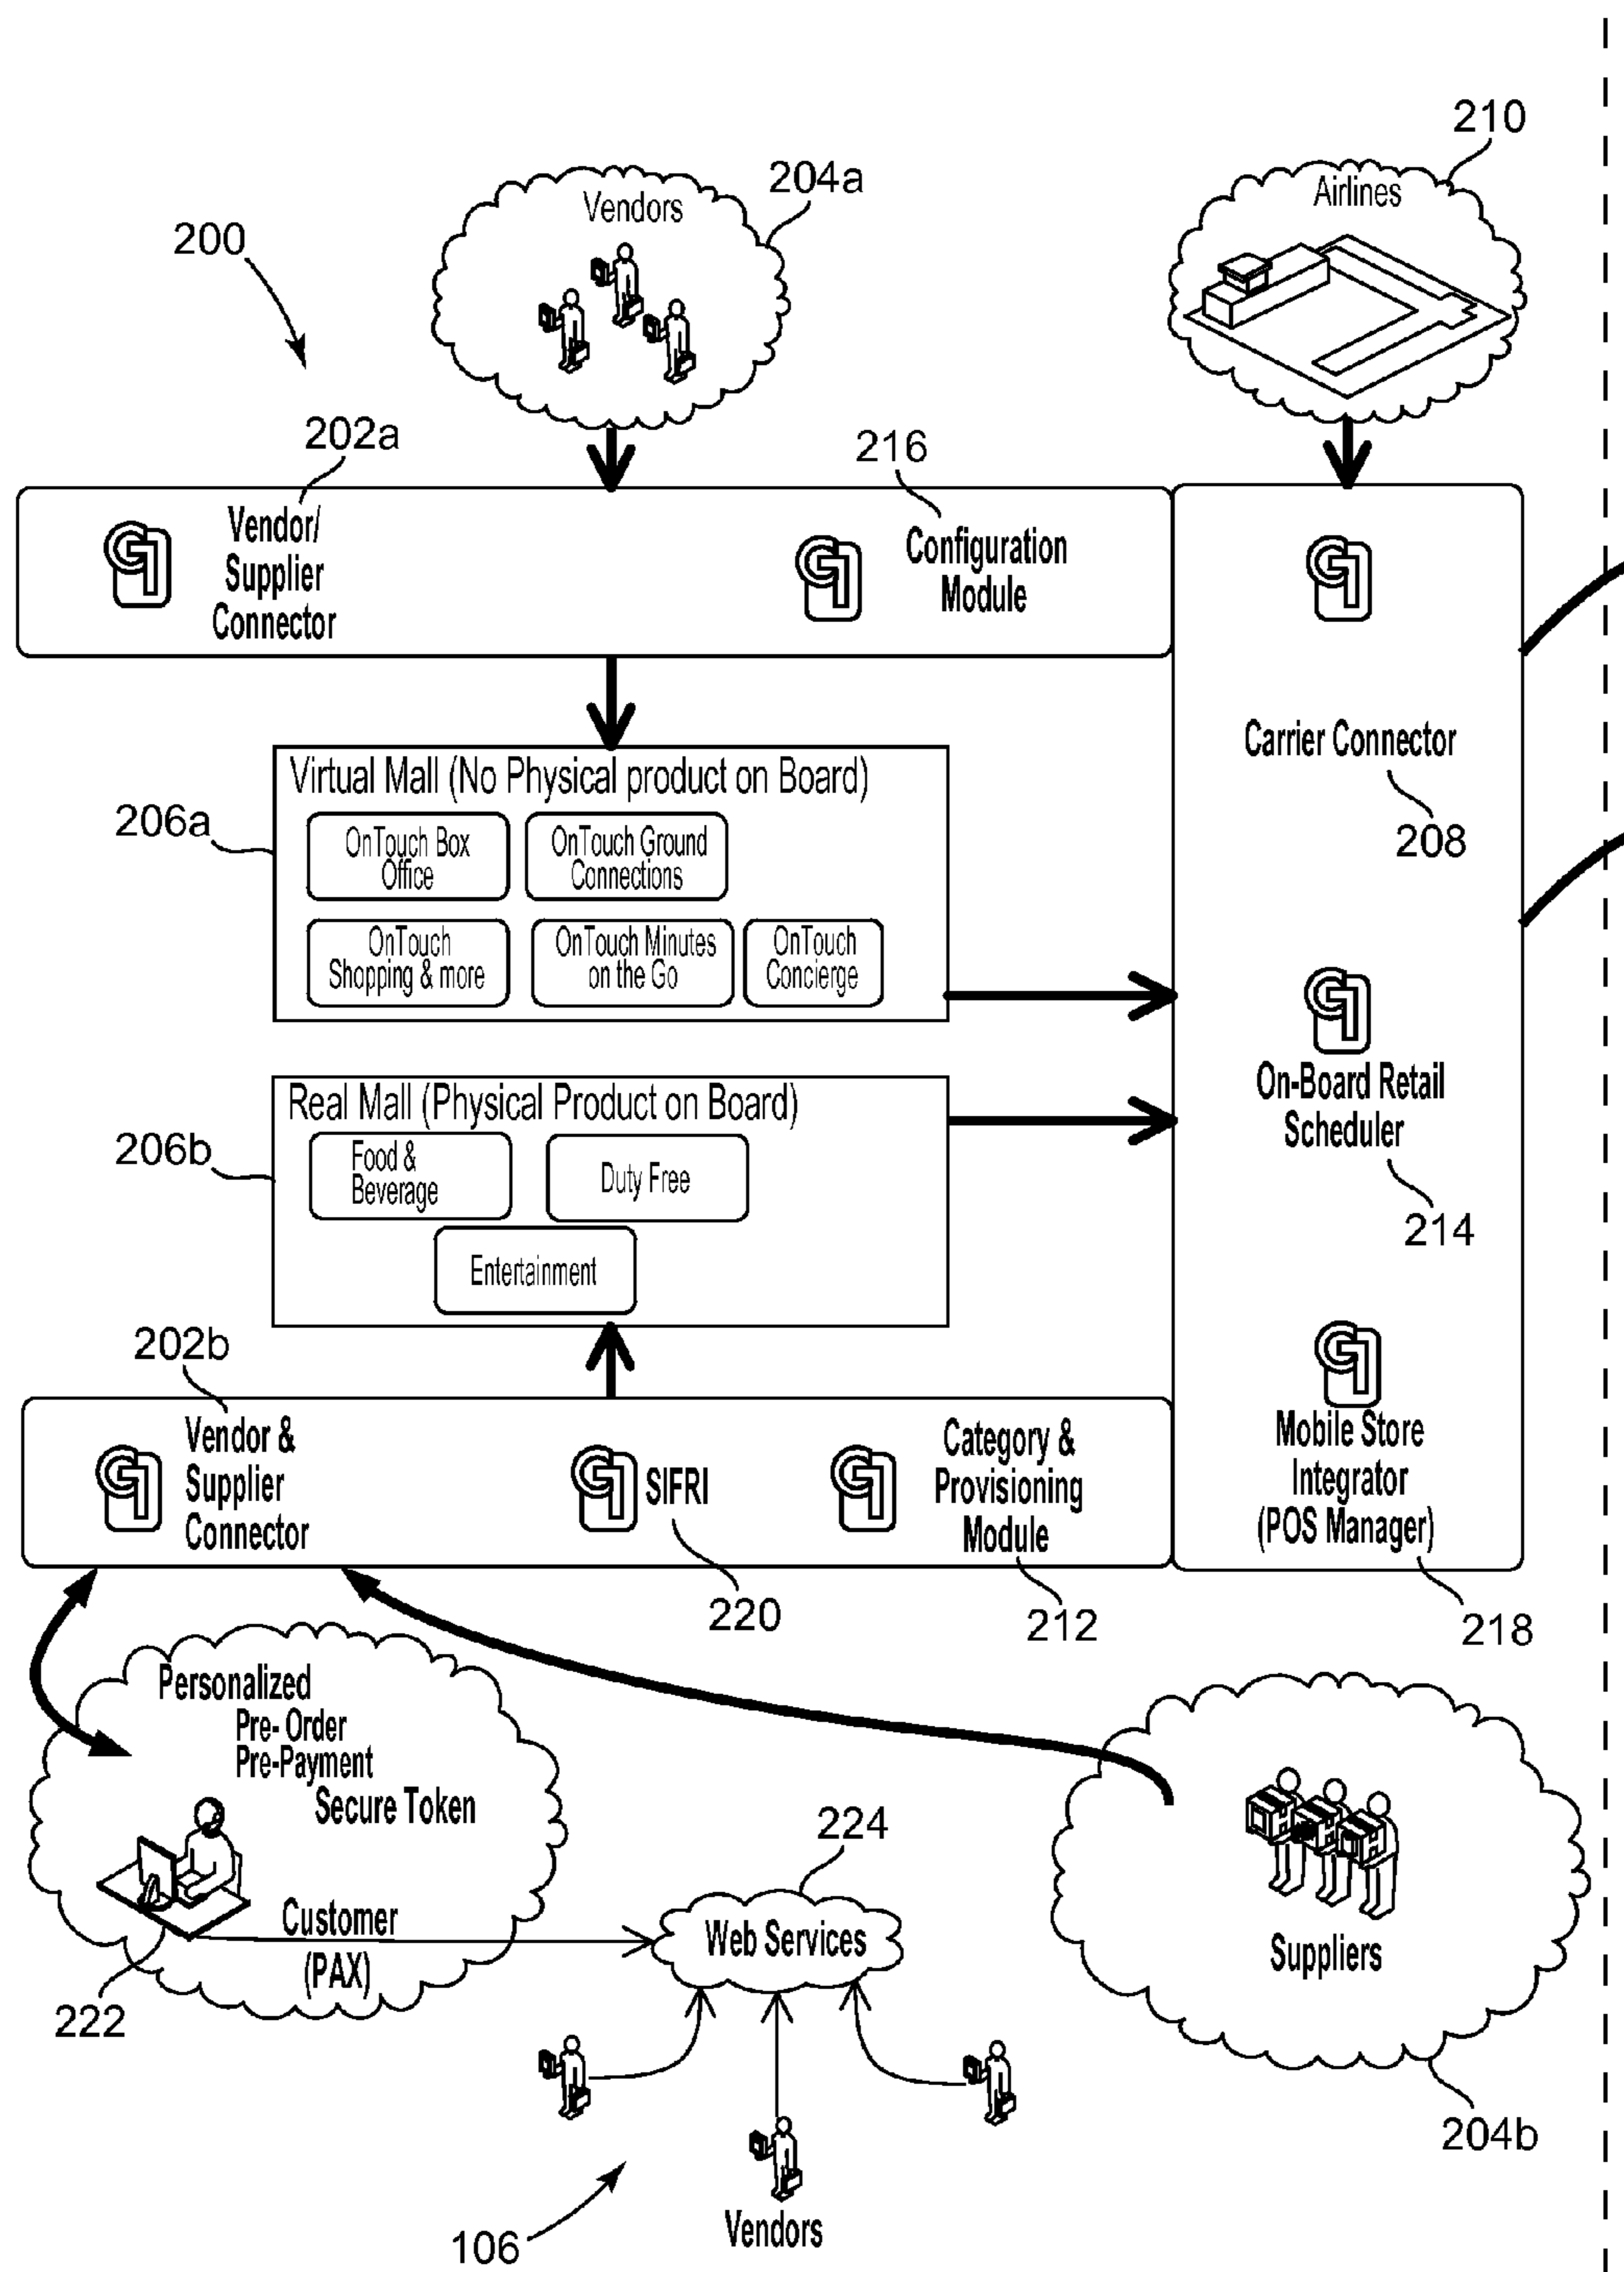 210
204a
Vendors
Airlines
200
202a
216
Vendor/
Supplier
Connector
Configuration
Module
Carrier Connector
208
Virtual Mall (No Physical product on Board)
206a
OnTouch Box
Office
OnTouch Ground
Connections
OnTouch
Shopping & more
OnTouch Minutes
on the Go
OnTouch
Concierge
On-Board Retail
Scheduler
214
Real Mall (Physical Product on Board)
206b
Food &
Beverage
Duty Free
Entertainment
202b
Vendor &
Supplier
Connector
SIFRI
Category &
Provisioning
Module
Mobile Store
Integrator
(POS Manager)
220
212
218
Personalized
Pre- Order
Pre-Payment
Secure Token
224
Customer
(PAX)
Web Services
Suppliers
222
204b
Vendors
106